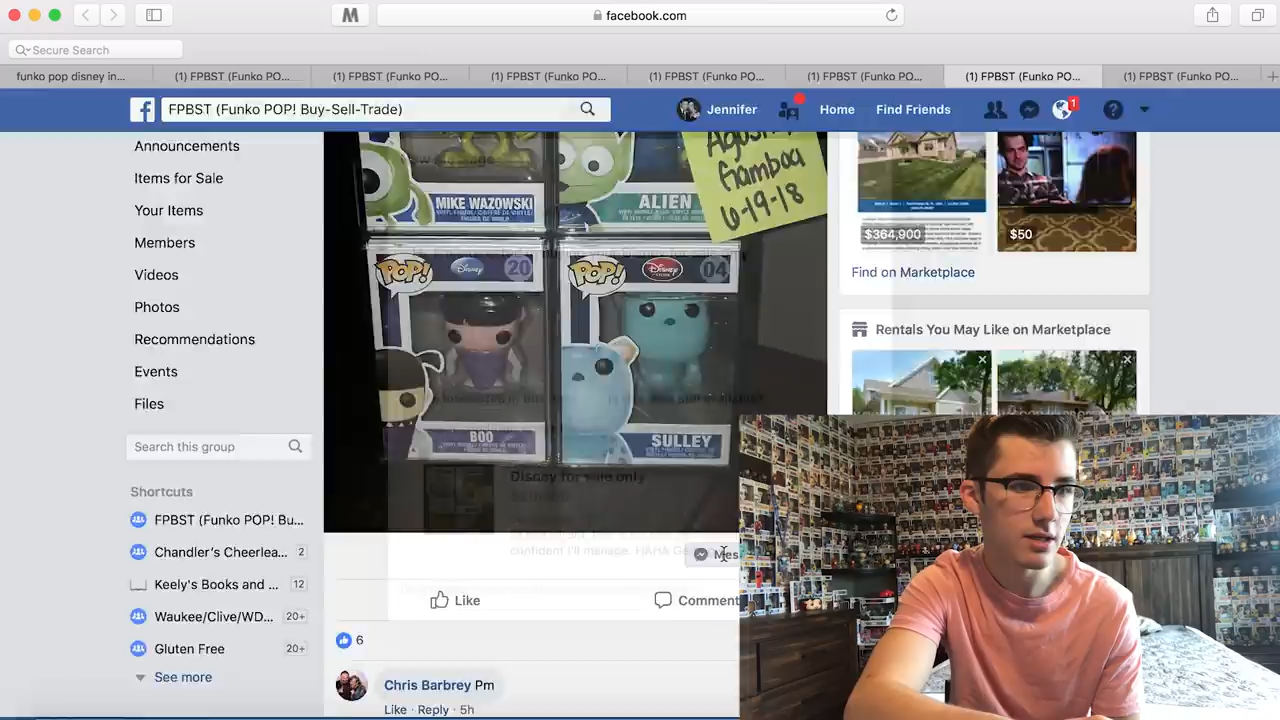 M
facebook.com
Secure Search
funko pop disney in...
(1) FPBST (Funko PO...
(1) FPBST (Funko PO...
(1) FPBST (Funko PO...
(1) FPBST (Funko PO...
(1) FPBST (Funko PO...
(1) FPBST (Funko PO...
(1) FPBST (Funko PO...
FPBST (Funko POP! Buy-Sell-Trade)
Jennifer
Home
Find Friends
1
Announcements
Items for Sale
Your Items
Members
Videos
Photos
Recommendations
Events
Files
Search this group
Shortcuts
FPBST (Funko POP! Bu...
Chandler's Cheerlea... 2
Keely's Books and ... 12
Waukee/Clive/WD... 20+
Gluten Free 20+
See more
Gamboa
6-19-18
MIKE WAZOWSKI
ALIEN
POP! Disney 20
POP! Disney 04
BOO
SULLEY
Disney for sale only
confident I'll menace. HAHA
Mes
Like
Comment
6
Chris Barbrey Pm
Like · Reply · 5h
$364,900
$50
Find on Marketplace
Rentals You May Like on Marketplace